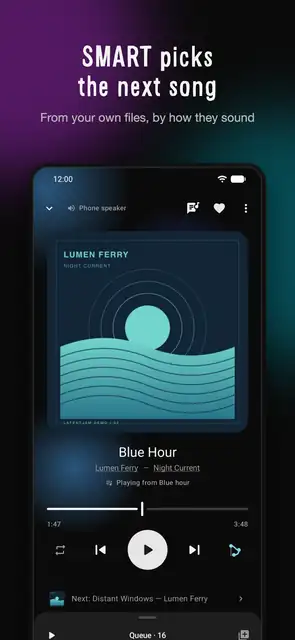 SMART picks
the next song
From your own files, by how they sound
12:00
Phone speaker
LUMEN FERRY
NIGHT CURRENT
Blue Hour
Lumen Ferry — Night Current
Playing from Blue hour
1:47 3:48
Next: Distant Windows — Lumen Ferry
Queue · 16